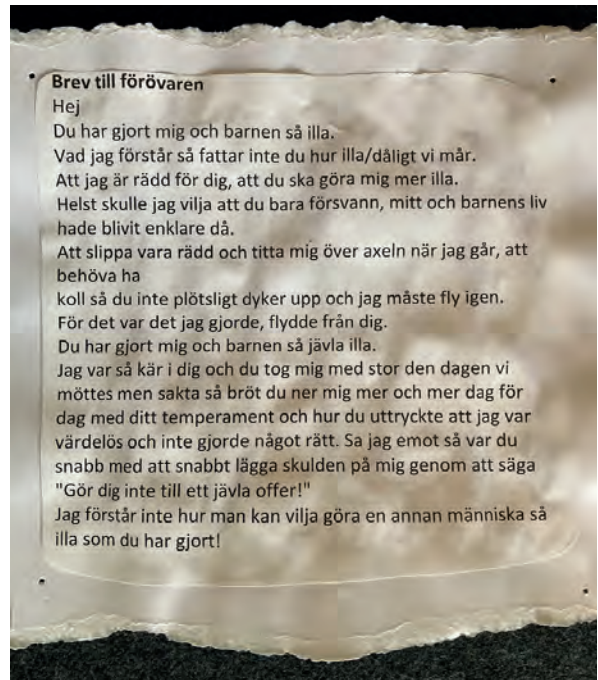 Brev till förövaren
Hej
Du har gjort mig och barnen så illa.
Vad jag förstår så fattar inte du hur illa/dåligt vi mår.
Att jag är rädd för dig, att du ska göra mig mer illa.
Helst skulle jag vilja att du bara försvann, mitt och barnens liv
hade blivit enklare då.
Att slippa vara rädd och titta mig över axeln när jag går, att
behöva ha
koll så du inte plötsligt dyker upp och jag måste fly igen.
För det var det jag gjorde, flydde från dig.
Du har gjort mig och barnen så jävla illa.
Jag var så kär i dig och du tog mig med stor den dagen vi
möttes men sakta så bröt du ner mig mer och mer dag för
dag med ditt temperament och hur du uttryckte att jag var
värdelös och inte gjorde något rätt. Sa jag emot så var du
snabb med att snabbt lägga skulden på mig genom att säga
"Gör dig inte till ett jävla offer!"
Jag förstår inte hur man kan vilja göra en annan människa så
illa som du har gjort!